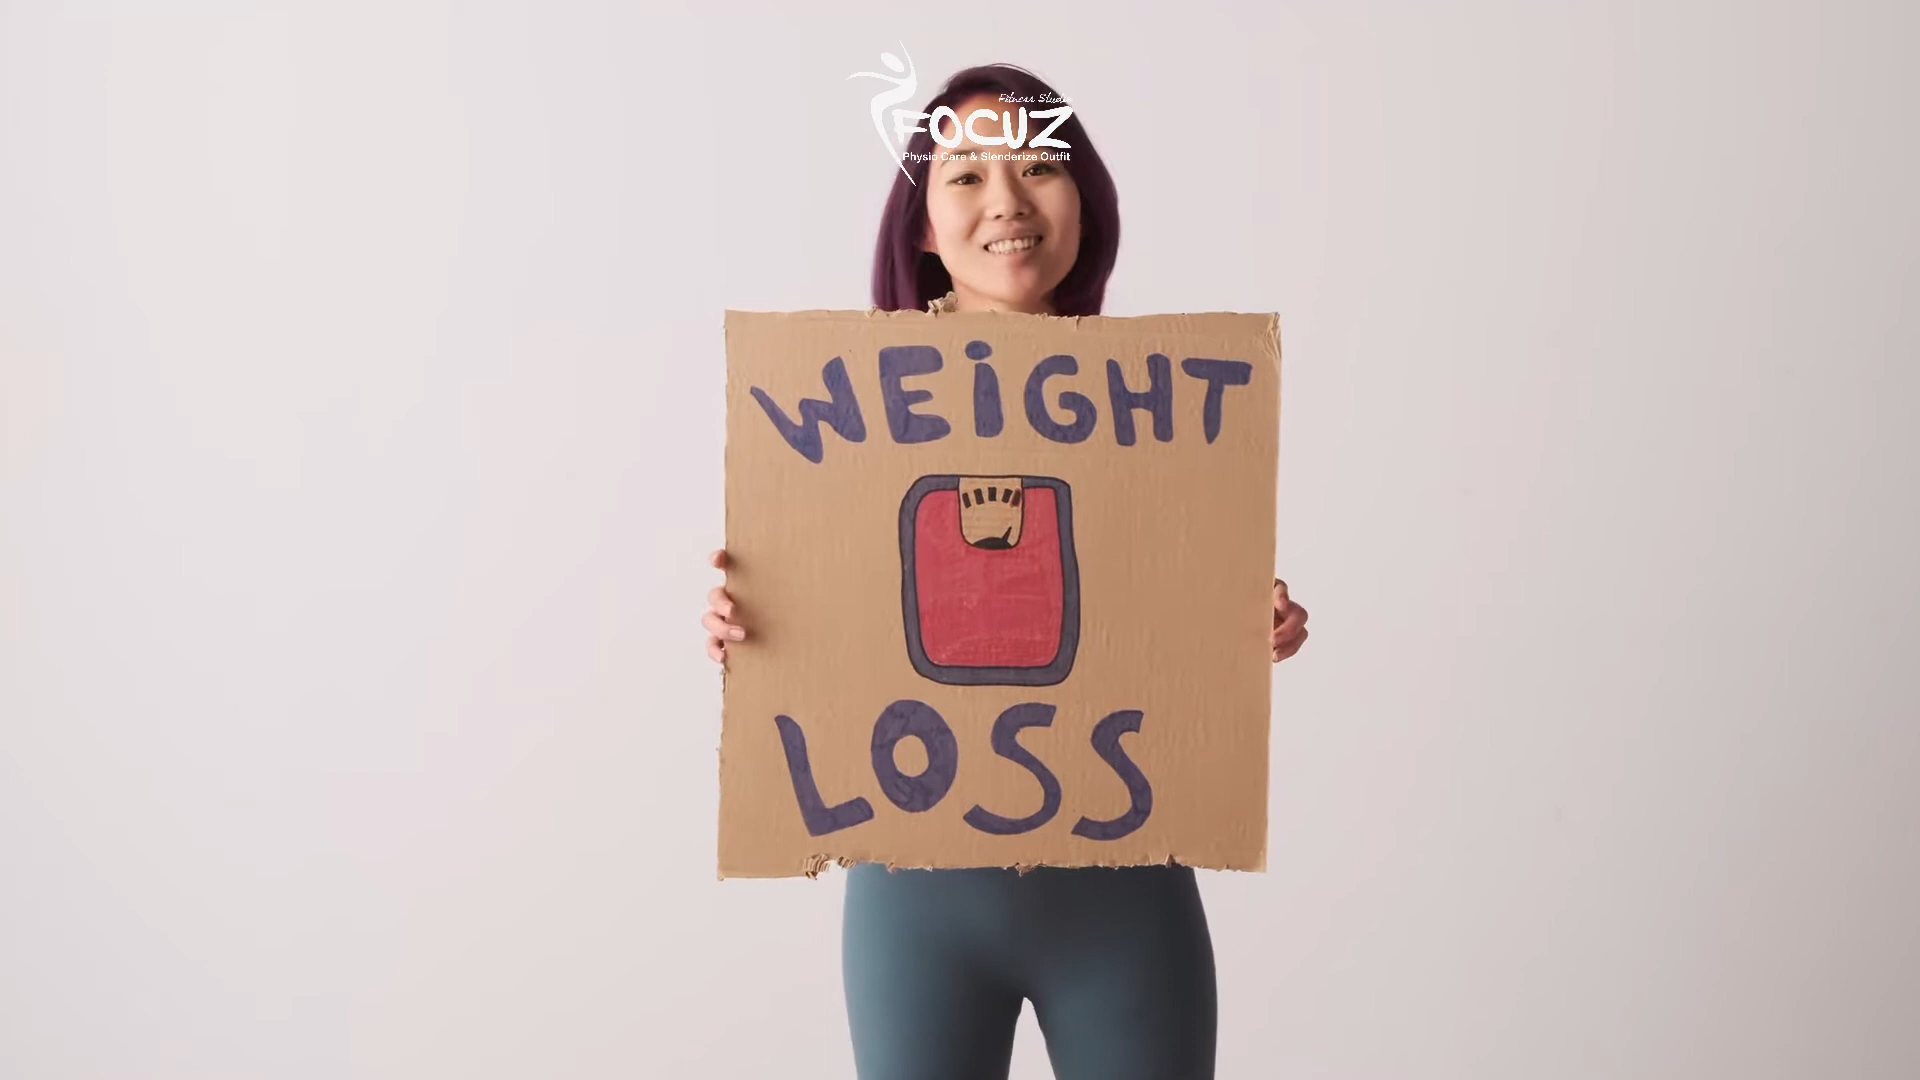 Fitness Studio
FOCUZ
Physio Care & Slenderize Outfit
WEiGHT
LOSS